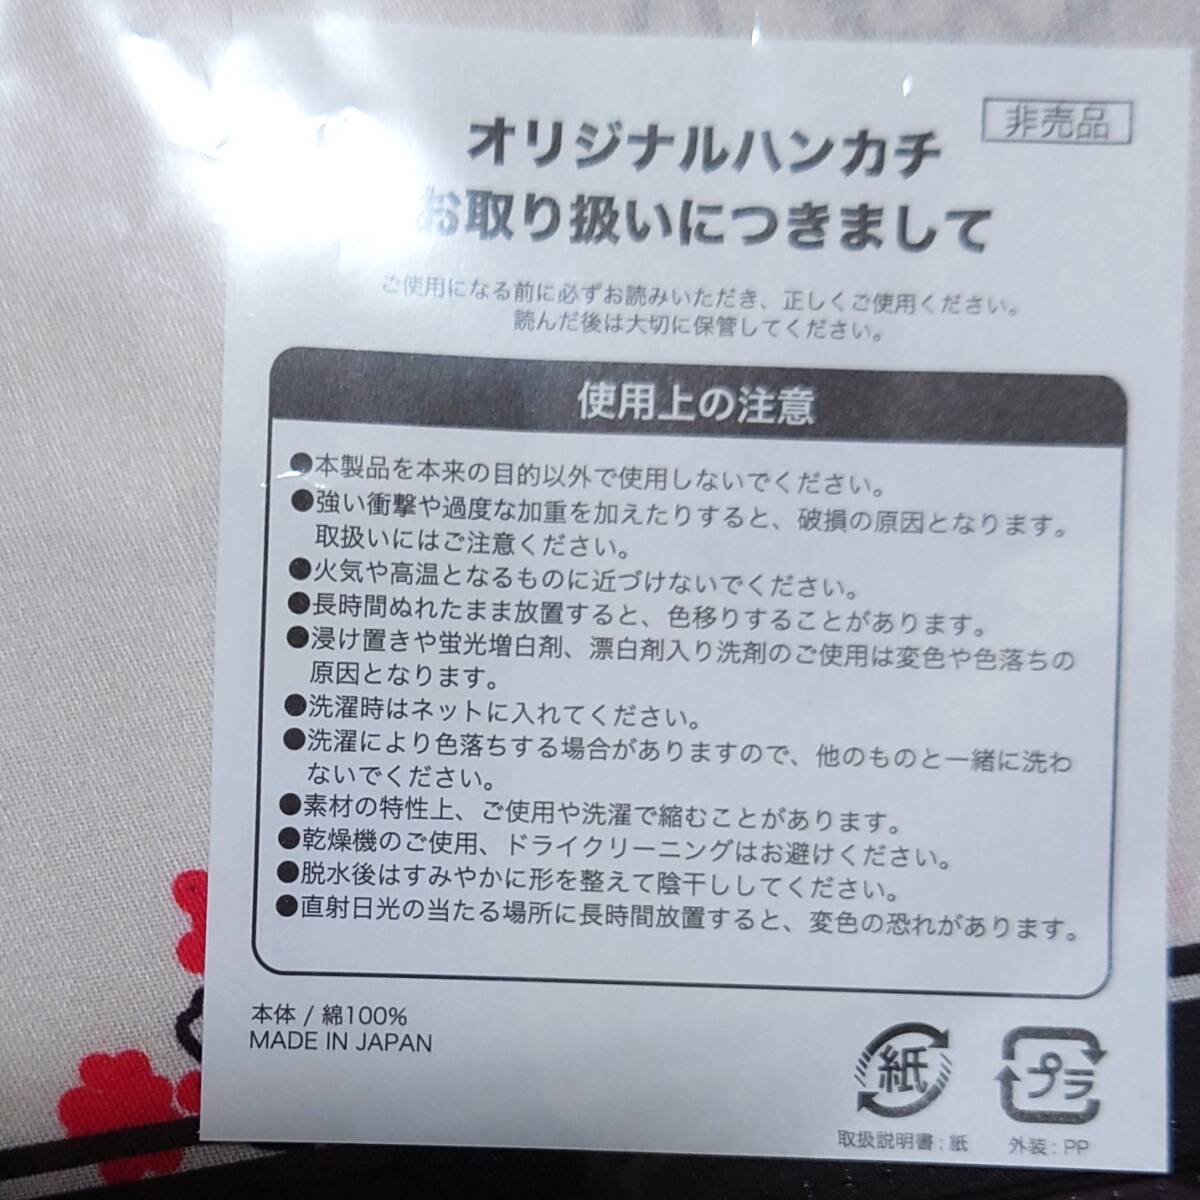 非売品
オリジナルハンカチ
お取り扱いにつきまして
ご使用になる前に必ずお読みいただき、正しくご使用ください。
読んだ後は大切に保管してください。
使用上の注意
●本製品を本来の目的以外で使用しないでください。
●強い衝撃や過度な加重を加えたりすると、破損の原因となります。
取扱いにはご注意ください。
●火気や高温となるものに近づけないでください。
●長時間ぬれたまま放置すると、色移りすることがあります。
●浸け置きや蛍光増白剤、漂白剤入り洗剤のご使用は変色や色落ちの
原因となります。
●洗濯時はネットに入れてください。
●洗濯により色落ちする場合がありますので、他のものと一緒に洗わ
ないでください。
●素材の特性上、ご使用や洗濯で縮むことがあります。
●乾燥機のご使用、ドライクリーニングはお避けください。
●脱水後はすみやかに形を整えて陰干ししてください。
●直射日光の当たる場所に長時間放置すると、変色の恐れがあります。
本体 / 綿100%
MADE IN JAPAN
紙
プラ
取扱説明書 : 紙
外装 : PP